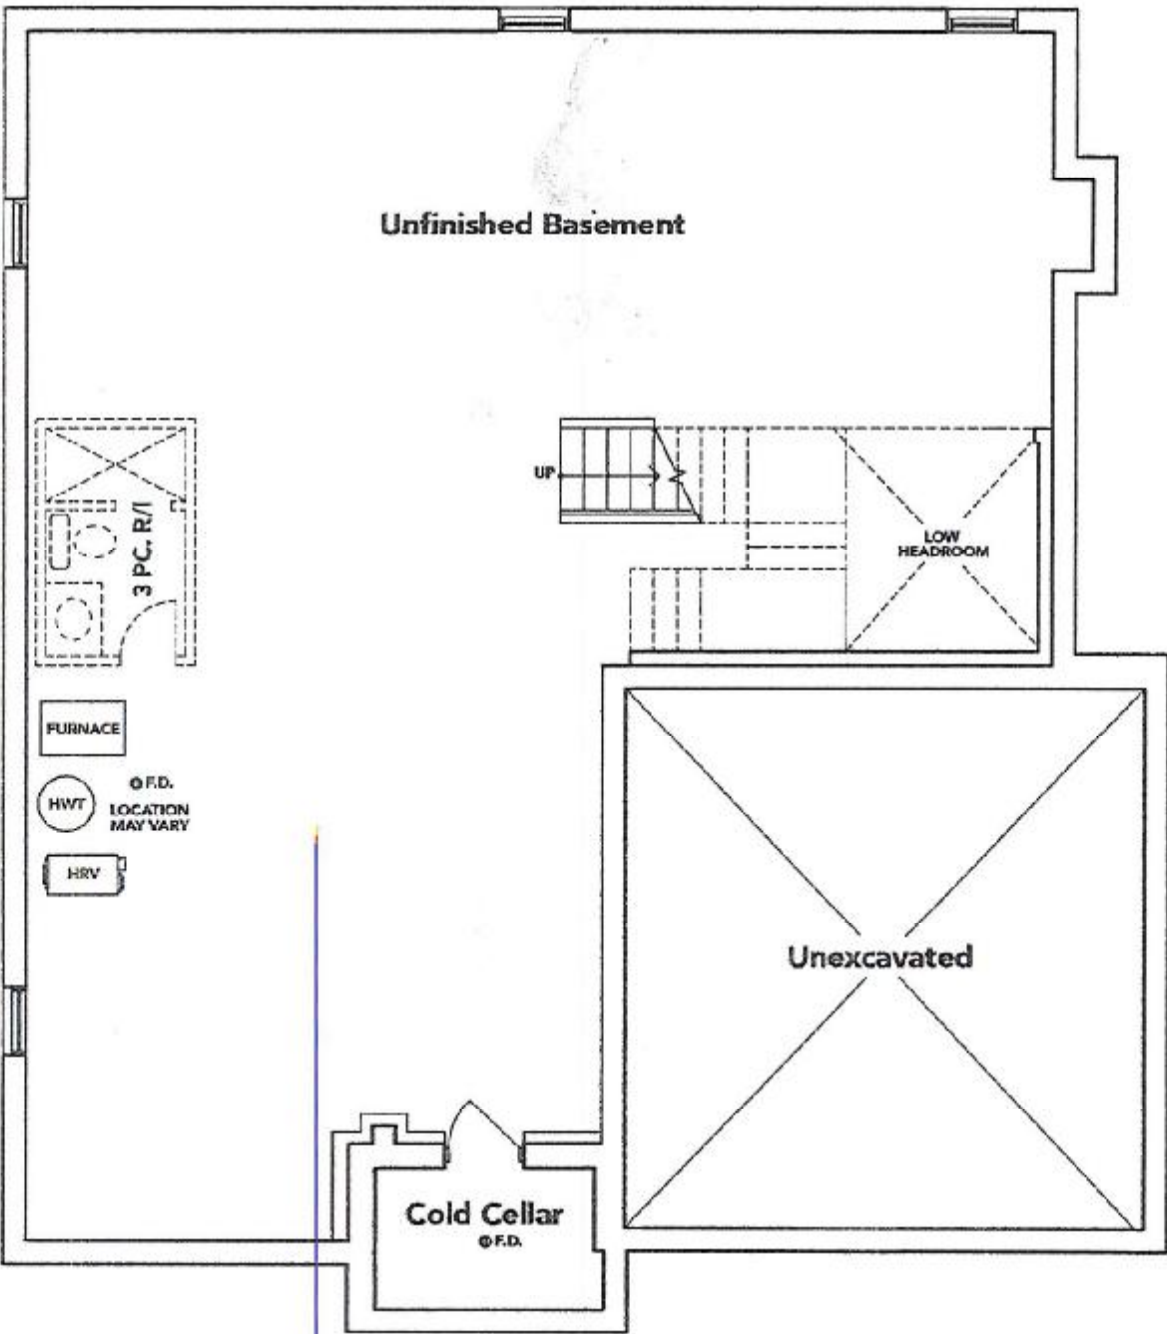 Unfinished Basement
UP
LOW
HEADROOM
3 PC. R/I
FURNACE
F.D.
HWT
LOCATION
MAY VARY
HRV
Unexcavated
Cold Cellar
F.D.